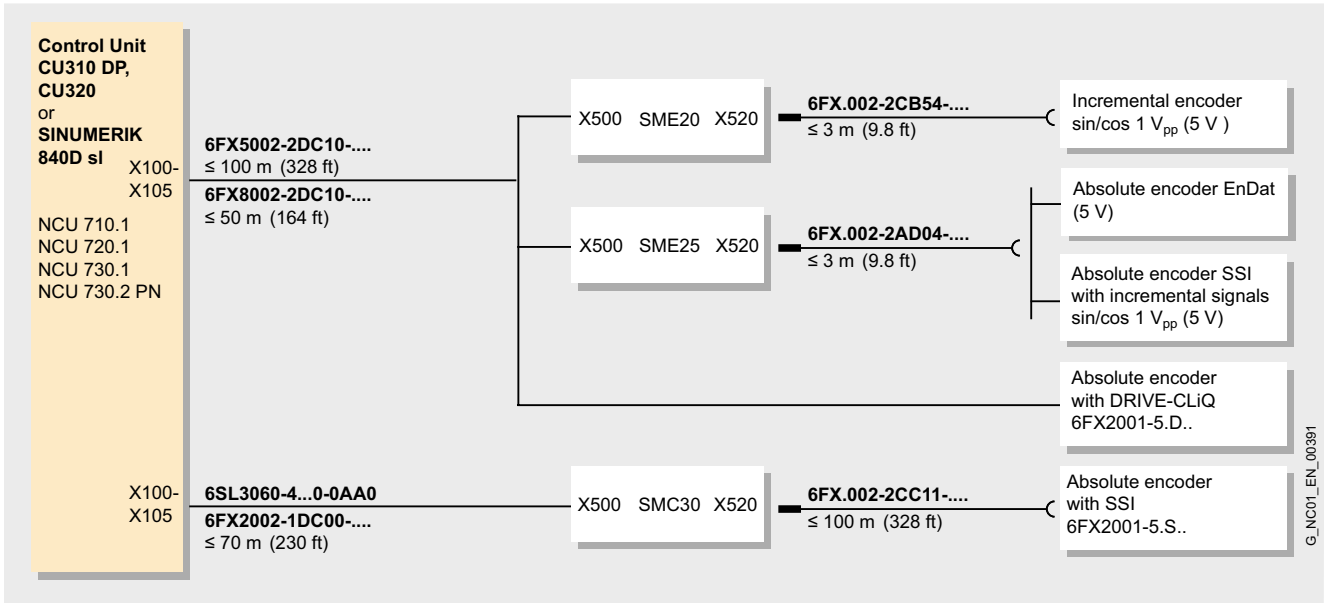 Control Unit
CU310 DP,
CU320
or
SINUMERIK
840D sl
X100-
X105
NCU 710.1
NCU 720.1
NCU 730.1
NCU 730.2 PN
6FX5002-2DC10-....
≤ 100 m (328 ft)
6FX8002-2DC10-....
≤ 50 m (164 ft)
X500 SME20 X520
6FX.002-2CB54-....
≤ 3 m (9.8 ft)
Incremental encoder
sin/cos 1 Vpp (5 V )
X500 SME25 X520
6FX.002-2AD04-....
≤ 3 m (9.8 ft)
Absolute encoder EnDat
(5 V)
Absolute encoder SSI
with incremental signals
sin/cos 1 Vpp (5 V)
Absolute encoder
with DRIVE-CLiQ
6FX2001-5.D..
X100-
X105
6SL3060-4...0-0AA0
6FX2002-1DC00-....
≤ 70 m (230 ft)
X500 SMC30 X520
6FX.002-2CC11-....
≤ 100 m (328 ft)
Absolute encoder
with SSI
6FX2001-5.S..
G_NC01_EN_00391